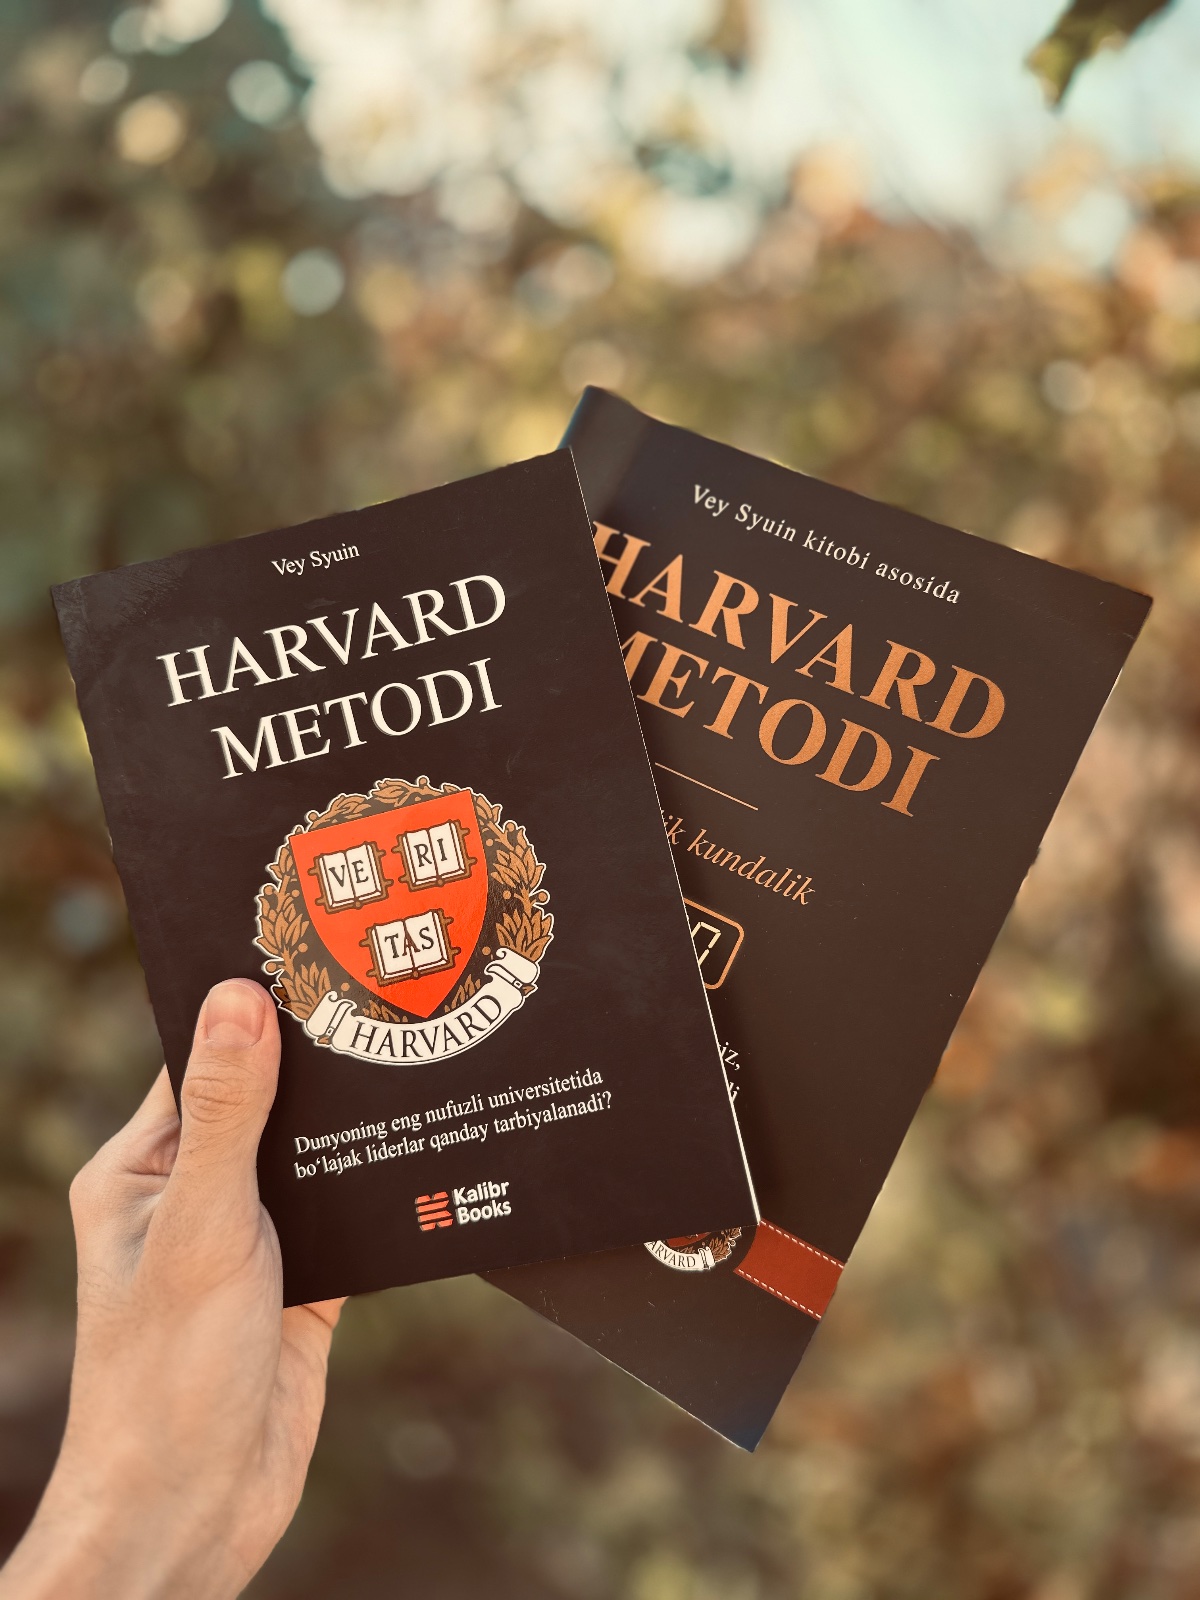 Vey Syuin
HARVARD
METODI
VE RI
TAS
HARVARD
Dunyoning eng nufuzli universitetida
bo‘lajak liderlar qanday tarbiyalanadi?
Kalibr
Books
Vey Syuin kitobi asosida
HARVARD
METODI
kundalik
HARVARD